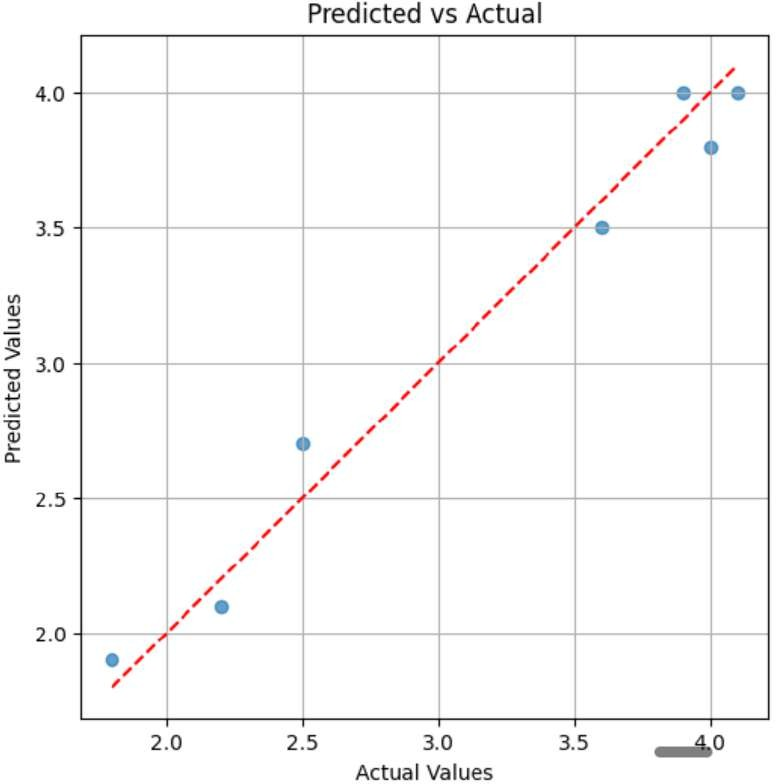 Predicted vs Actual
Predicted Values
4.0
3.5
3.0
2.5
2.0
2.0 2.5 3.0 3.5 4.0
Actual Values